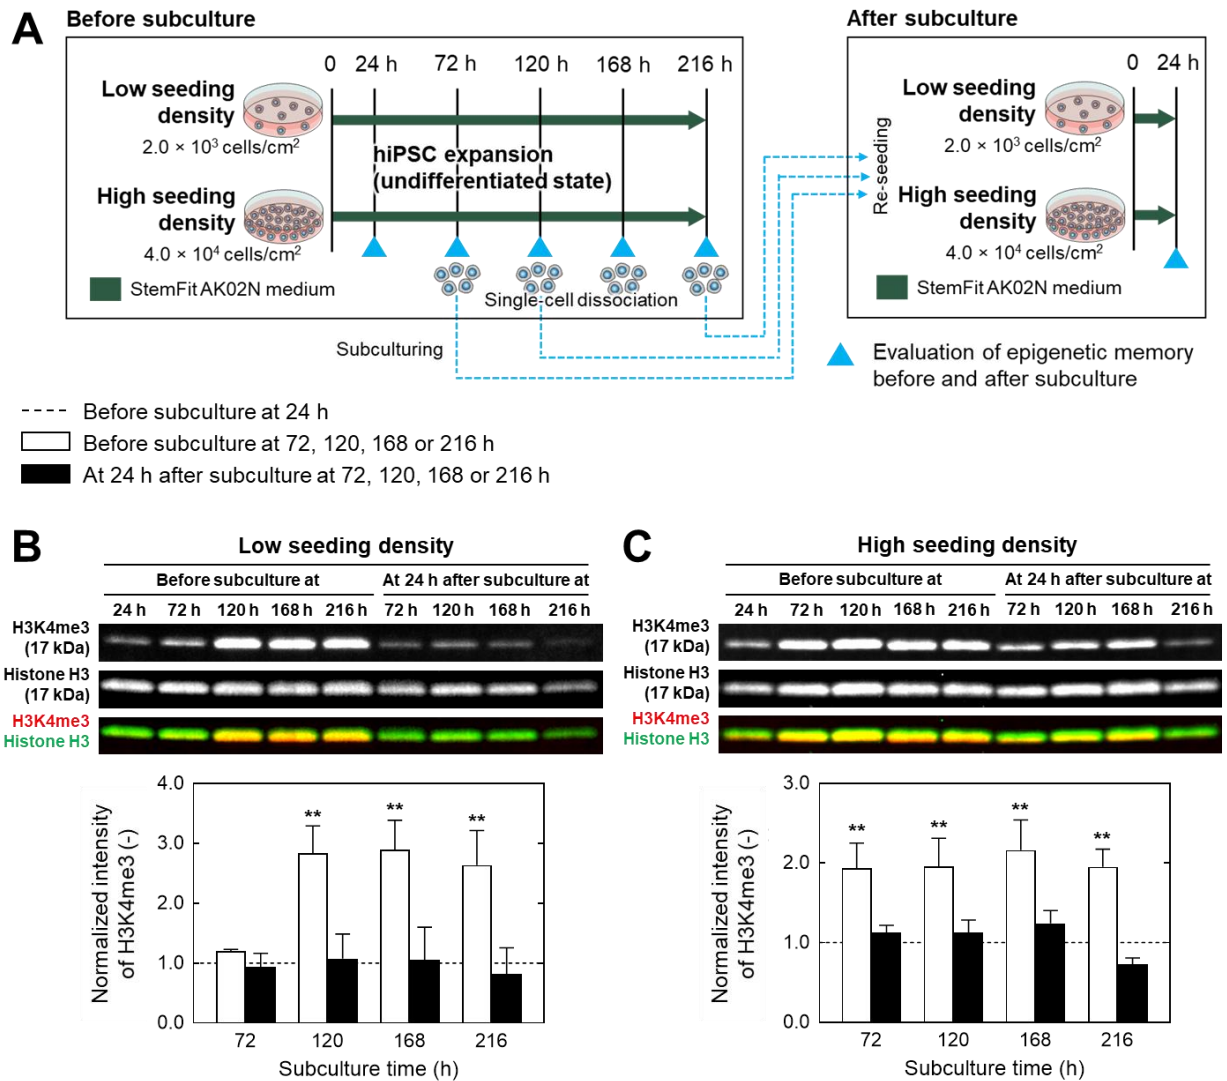 A
Before subculture
0 24 h 72 h 120 h 168 h 216 h
Low seeding
density
2.0 × 10³ cells/cm²
hiPSC expansion
(undifferentiated state)
High seeding
density
4.0 × 10⁴ cells/cm²
StemFit AK02N medium
Single-cell dissociation
Subculturing
Re-seeding
After subculture
0 24 h
Low seeding
density
2.0 × 10³ cells/cm²
High seeding
density
4.0 × 10⁴ cells/cm²
StemFit AK02N medium
Evaluation of epigenetic memory
before and after subculture
Before subculture at 24 h
Before subculture at 72, 120, 168 or 216 h
At 24 h after subculture at 72, 120, 168 or 216 h
B
Low seeding density
Before subculture at At 24 h after subculture at
24 h 72 h 120 h 168 h 216 h 72 h 120 h 168 h 216 h
H3K4me3
(17 kDa)
Histone H3
(17 kDa)
H3K4me3
Histone H3
Normalized intensity
of H3K4me3 (-)
4.0
3.0
2.0
1.0
0.0
** ** **
72 120 168 216
Subculture time (h)
C
High seeding density
Before subculture at At 24 h after subculture at
24 h 72 h 120 h 168 h 216 h 72 h 120 h 168 h 216 h
H3K4me3
(17 kDa)
Histone H3
(17 kDa)
H3K4me3
Histone H3
Normalized intensity
of H3K4me3 (-)
3.0
2.0
1.0
0.0
** ** ** **
72 120 168 216
Subculture time (h)